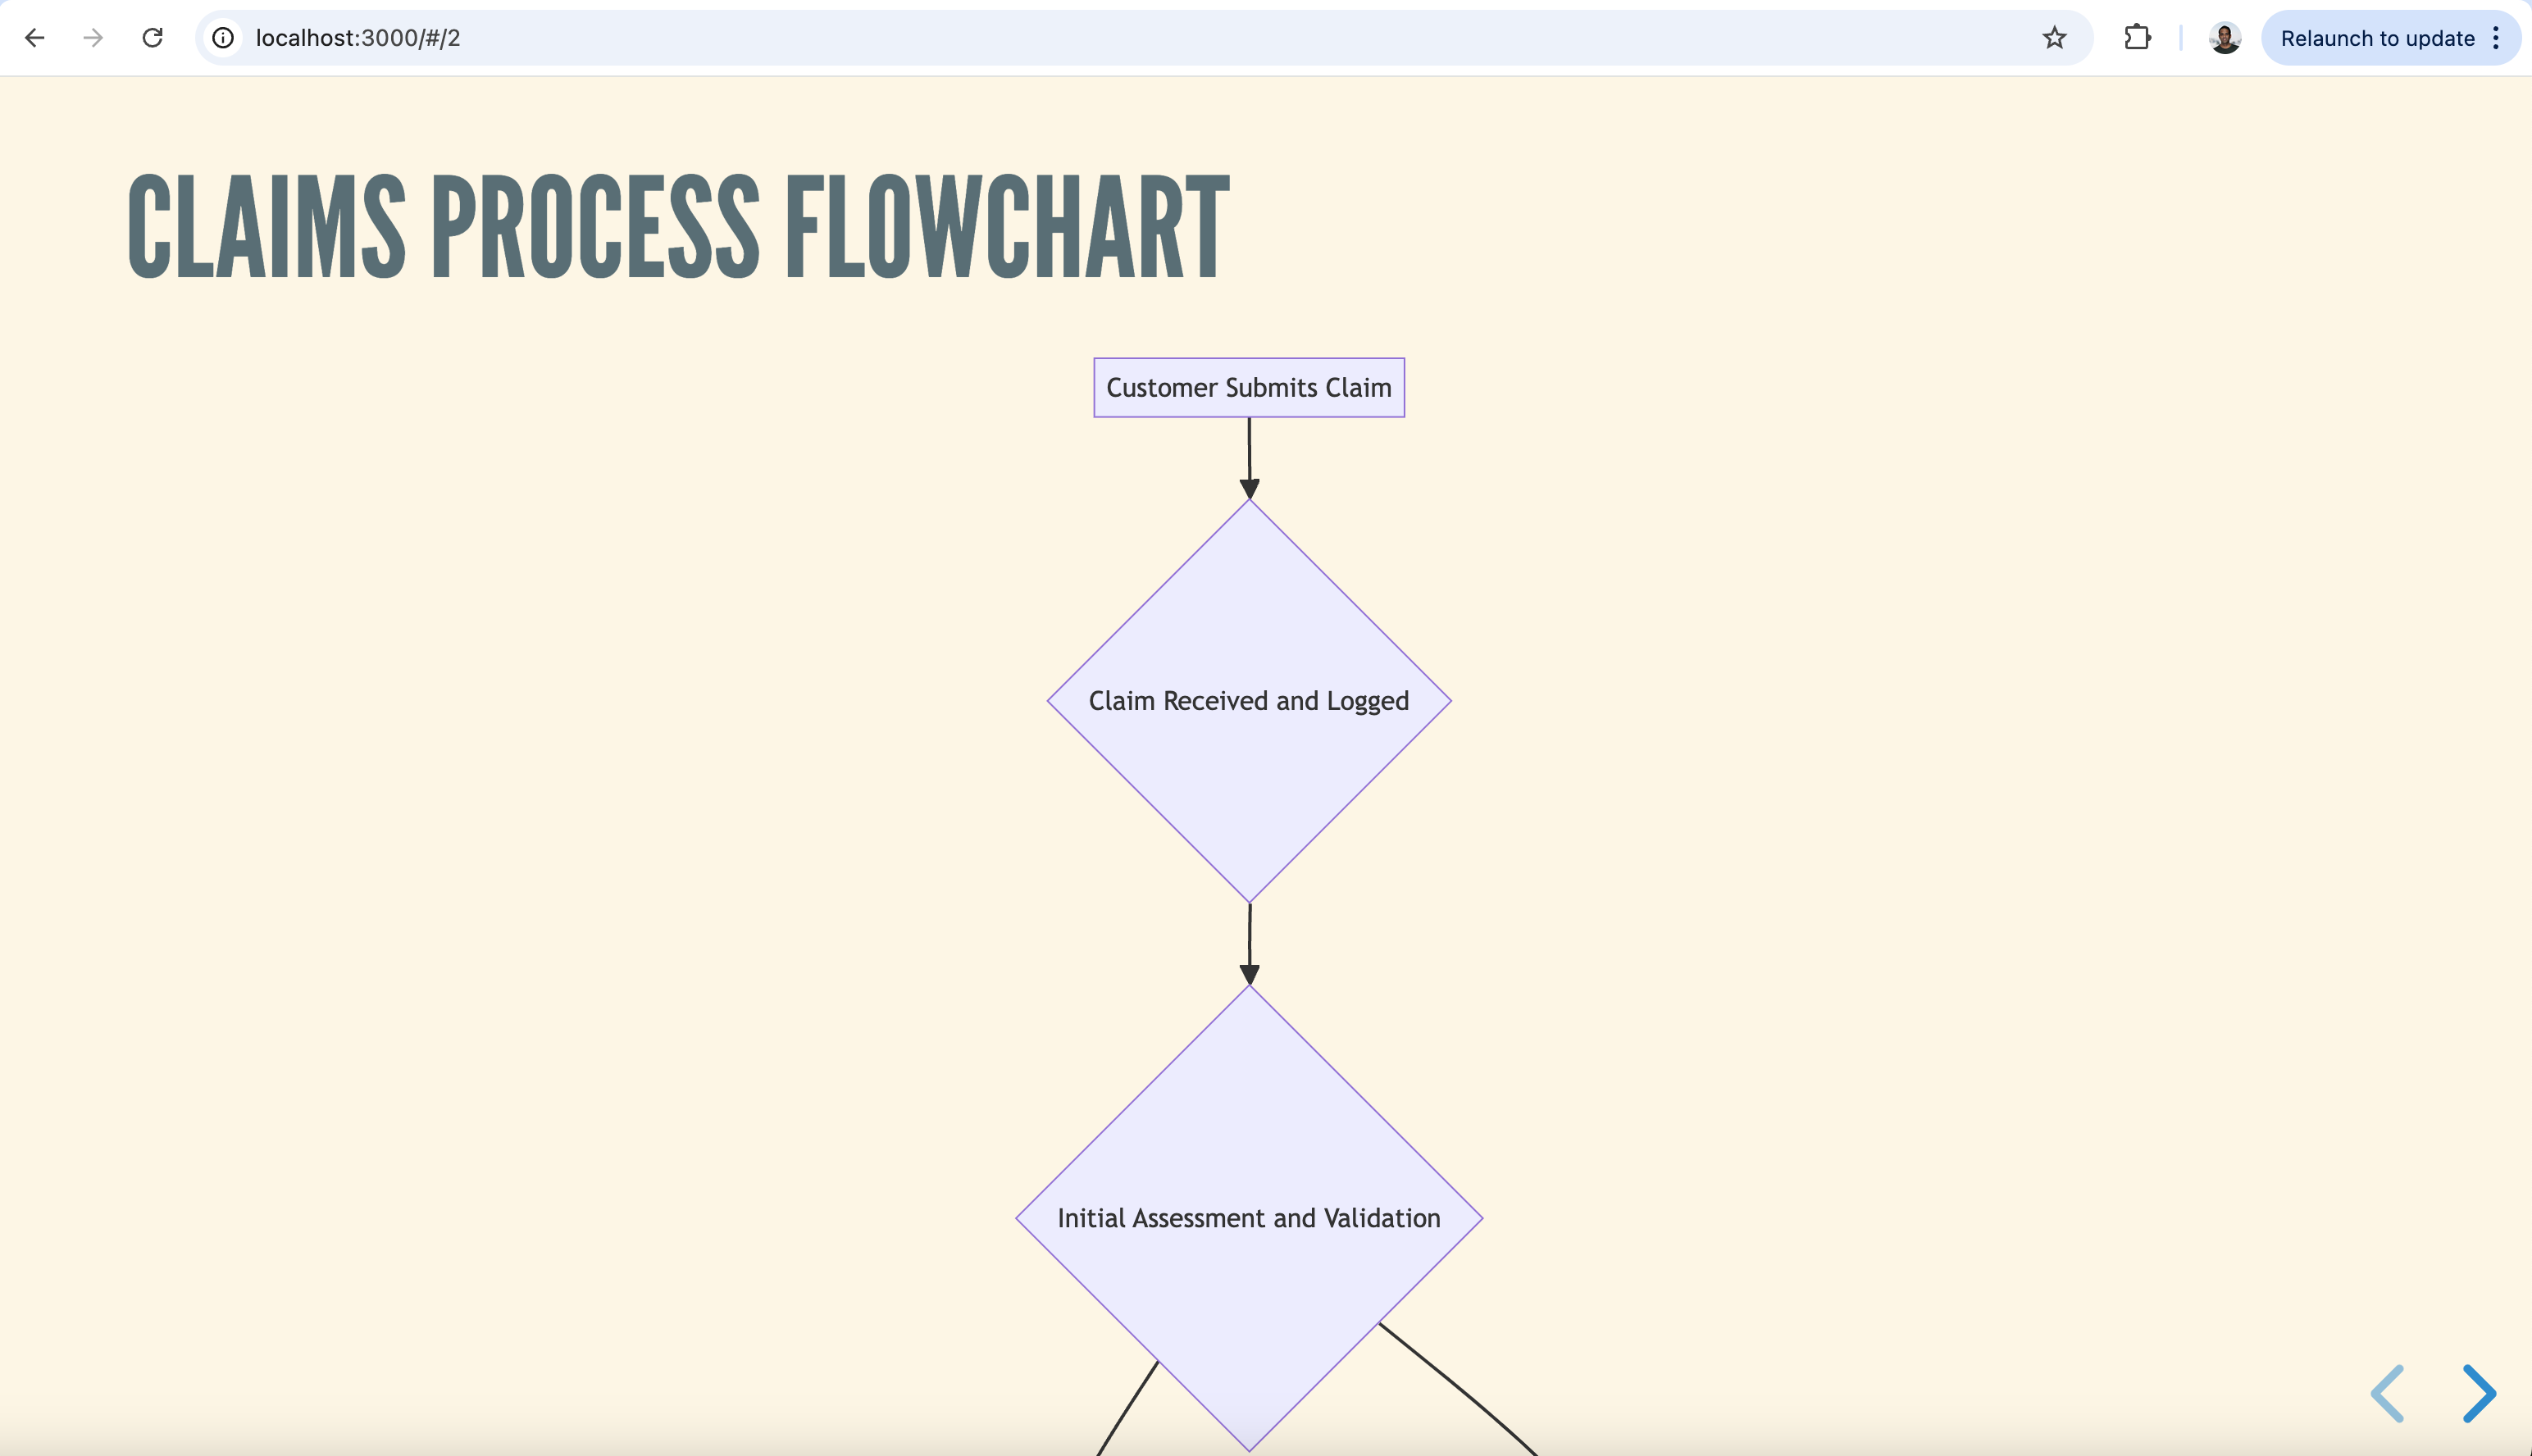 localhost:3000/#/2
Relaunch to update
CLAIMS PROCESS FLOWCHART
Customer Submits Claim
Claim Received and Logged
Initial Assessment and Validation